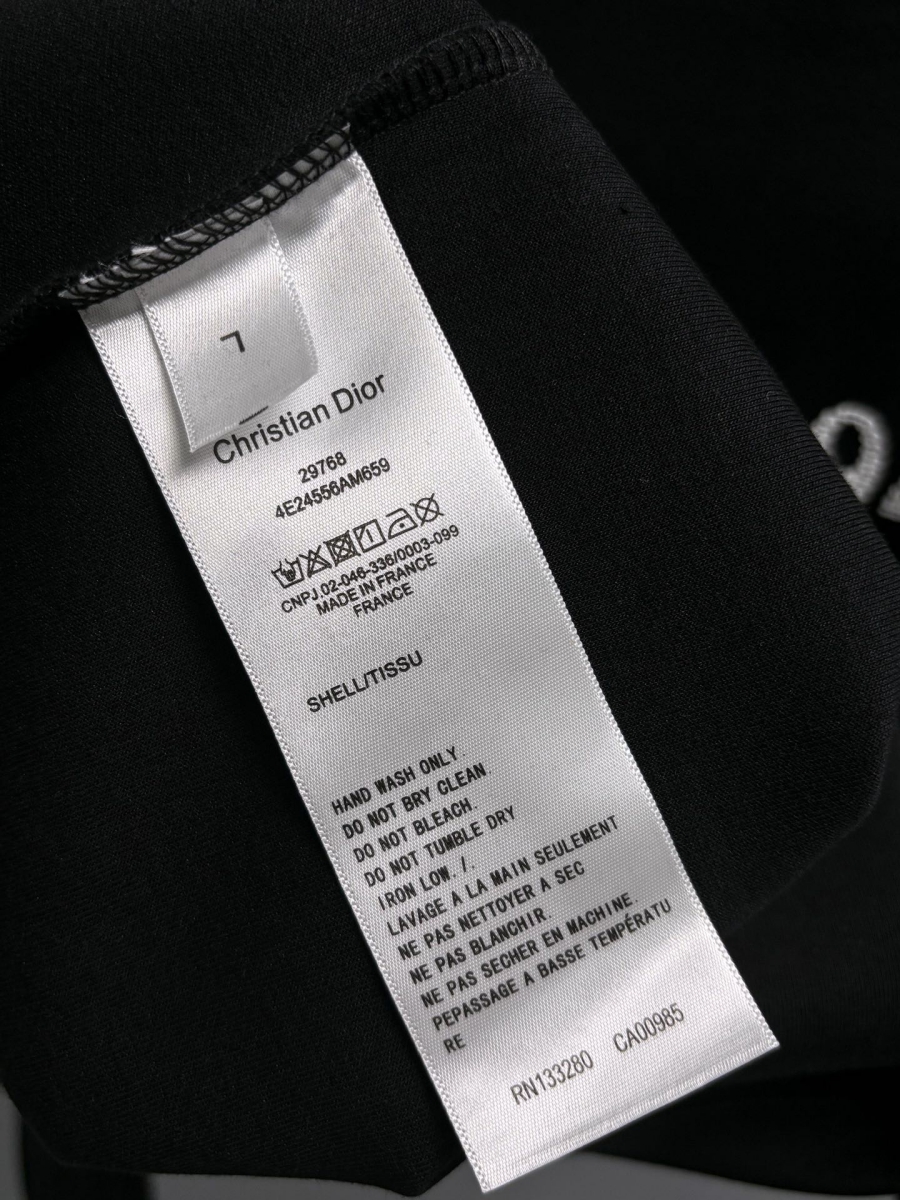 L
Christian Dior
29768
4E24556AM659
CNPJ.02-046-336/0003-099
MADE IN FRANCE
FRANCE
SHELL/TISSU
HAND WASH ONLY.
DO NOT BRY CLEAN.
DO NOT BLEACH.
DO NOT TUMBLE DRY
IRON LOW. /.
LAVAGE A LA MAIN SEULEMENT
NE PAS NETTOYER A SEC
NE PAS BLANCHIR.
NE PAS SECHER EN MACHINE.
PEPASSAGE A BASSE TEMPÉRATU
RE
RN133280 CA00985